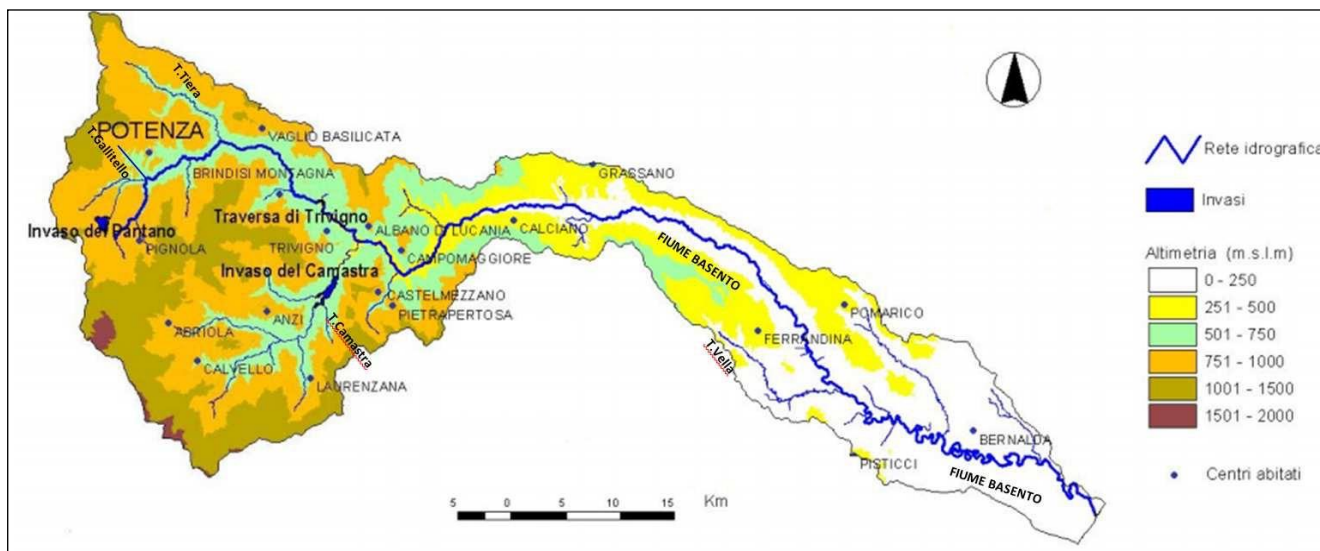 T.Tiera
POTENZA
T.Gallitello
VAGLIO BASILICATA
BRINDISI MONTAGNA
Traversa di Trivigno
Invaso del Pantano
PIGNOLA
TRIVIGNO
ALBANO DI LUCANIA
CAMPOMAGGIORE
Invaso del Camastra
CASTELMEZZANO
PIETRAPERTOSA
ANZI
ABRIOLA
T.Camastra
CALVELLO
LAURENZANA
GRASSANO
CALCIANO
FIUME BASENTO
POMARICO
FERRANDINA
T.Vella
BERNALDA
PISTICCI
FIUME BASENTO
Rete idrografica
Invasi
Altimetria (m.s.l.m)
0 - 250
251 - 500
501 - 750
751 - 1000
1001 - 1500
1501 - 2000
Centri abitati
5 0 5 10 15 Km